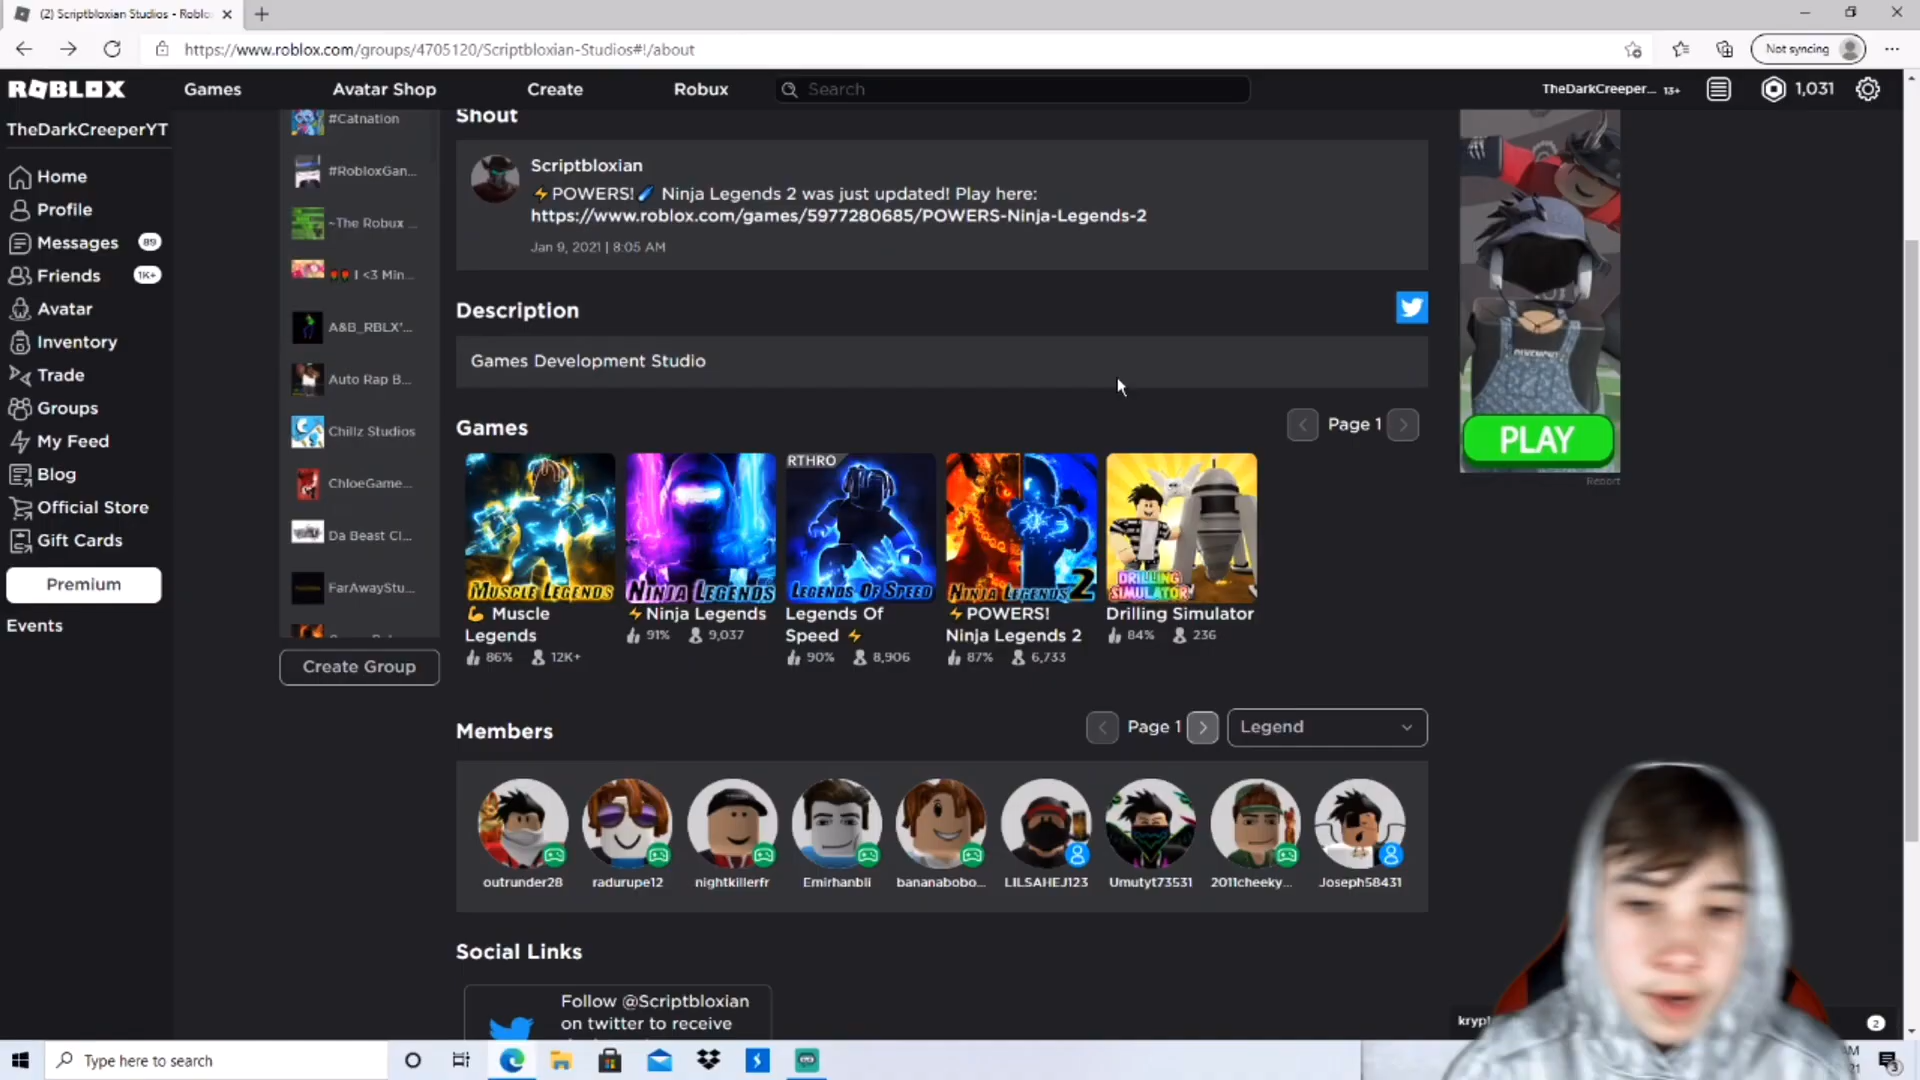 (2) Scriptbloxian Studios - Roblo
https://www.roblox.com/groups/4705120/Scriptbloxian-Studios#!/about
Not syncing
ROBLOX
Games
Avatar Shop
Create
Robux
Search
TheDarkCreeper... 13+
1,031
TheDarkCreeperYT
Home
Profile
Messages 89
Friends 1K+
Avatar
Inventory
Trade
Groups
My Feed
Blog
Official Store
Gift Cards
Premium
Events
#Catnation
#RobloxGan...
~The Robux ...
I <3 Min...
A&B_RBLX'...
Auto Rap B...
Chillz Studios
ChloeGame...
Da Beast Cl...
FarAwayStu...
Create Group
Shout
Scriptbloxian
⚡POWERS! Ninja Legends 2 was just updated! Play here:
https://www.roblox.com/games/5977280685/POWERS-Ninja-Legends-2
Jan 9, 2021 | 8:05 AM
Description
Games Development Studio
Games
Page 1
MUSCLE LEGENDS
NINJA LEGENDS
RTHRO
LEGENDS OF SPEED
NINJA LEGENDS 2
DRILLING SIMULATOR
💪 Muscle Legends
86% 12K+
⚡Ninja Legends
91% 9,037
Legends Of Speed ⚡
90% 8,906
⚡POWERS! Ninja Legends 2
87% 6,733
Drilling Simulator
84% 236
Members
Page 1
Legend
outrunder28
radurupe12
nightkillerfr
Emirhanbli
bananabobo...
LILSAHEJ123
Umutyt73531
2011cheeky...
Joseph58431
Social Links
Follow @Scriptbloxian
on twitter to receive
PLAY
Report
2
Type here to search
3